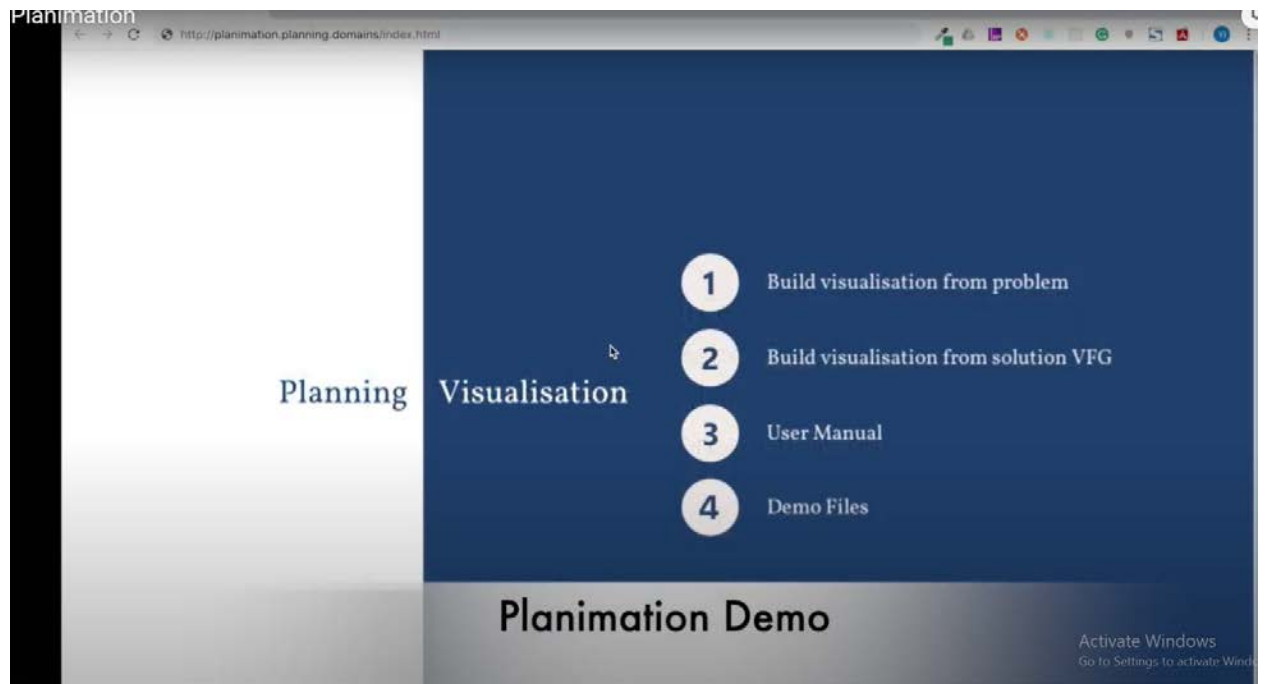 Planimation
http://planimation.planning.domains/index.html
1 Build visualisation from problem
2 Build visualisation from solution VFG
Planning Visualisation
3 User Manual
4 Demo Files
Planimation Demo
Activate Windows
Go to Settings to activate Wind